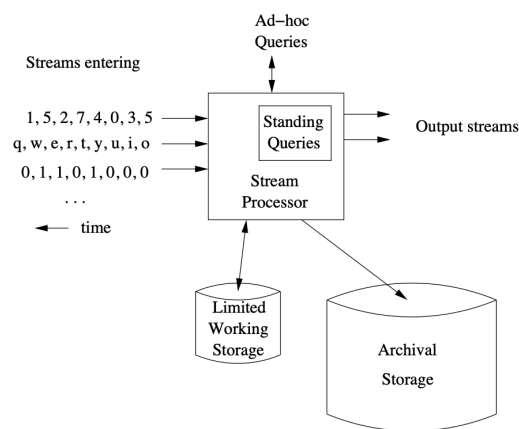 Ad-hoc
Queries
Streams entering
1, 5, 2, 7, 4, 0, 3, 5
q, w, e, r, t, y, u, i, o
0, 1, 1, 0, 1, 0, 0, 0
. . .
time
Standing
Queries
Stream
Processor
Output streams
Limited
Working
Storage
Archival
Storage